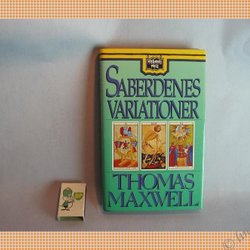 SABERDENES
VARIATIONER
THOMAS
MAXWELL